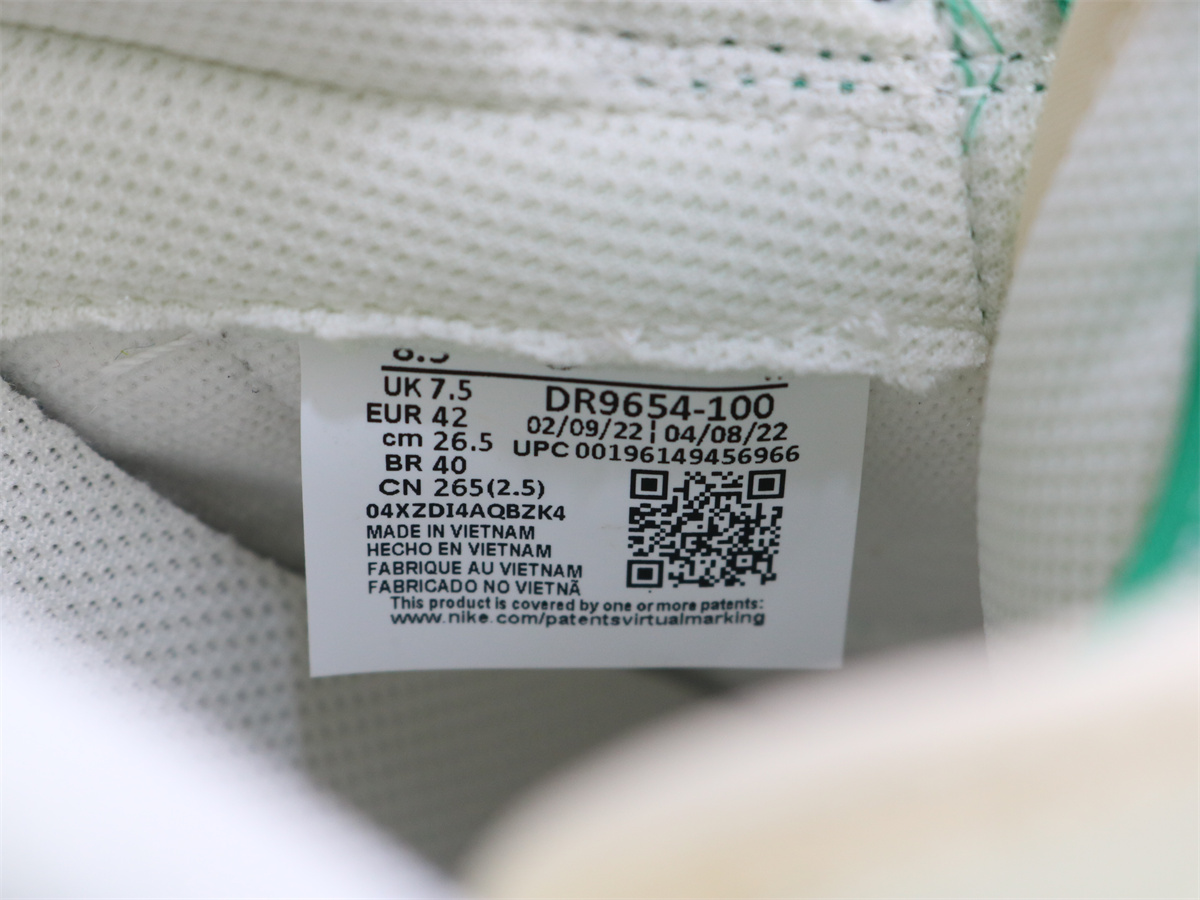 8.5
UK 7.5
EUR 42
cm 26.5
BR 40
CN 265(2.5)
DR9654-100
02/09/22 | 04/08/22
UPC 00196149456966
04XZDI4AQBZK4
MADE IN VIETNAM
HECHO EN VIETNAM
FABRIQUE AU VIETNAM
FABRICADO NO VIETNÃ
This product is covered by one or more patents:
www.nike.com/patentsvirtualmarking